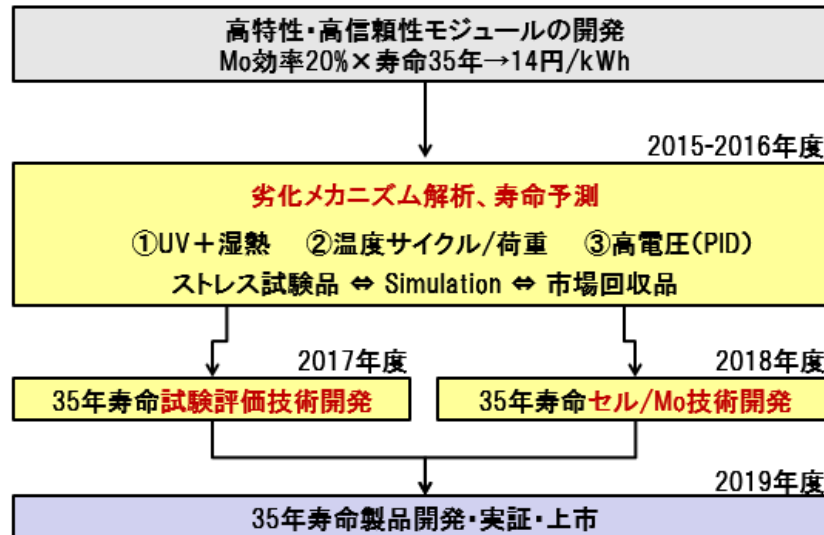 高特性・高信頼性モジュールの開発
Mo効率20%×寿命35年→14円/kWh
2015-2016年度
劣化メカニズム解析、寿命予測
①UV＋湿熱 ②温度サイクル/荷重 ③高電圧(PID)
ストレス試験品 ⇔ Simulation ⇔ 市場回収品
2017年度
2018年度
35年寿命試験評価技術開発
35年寿命セル/Mo技術開発
2019年度
35年寿命製品開発・実証・上市